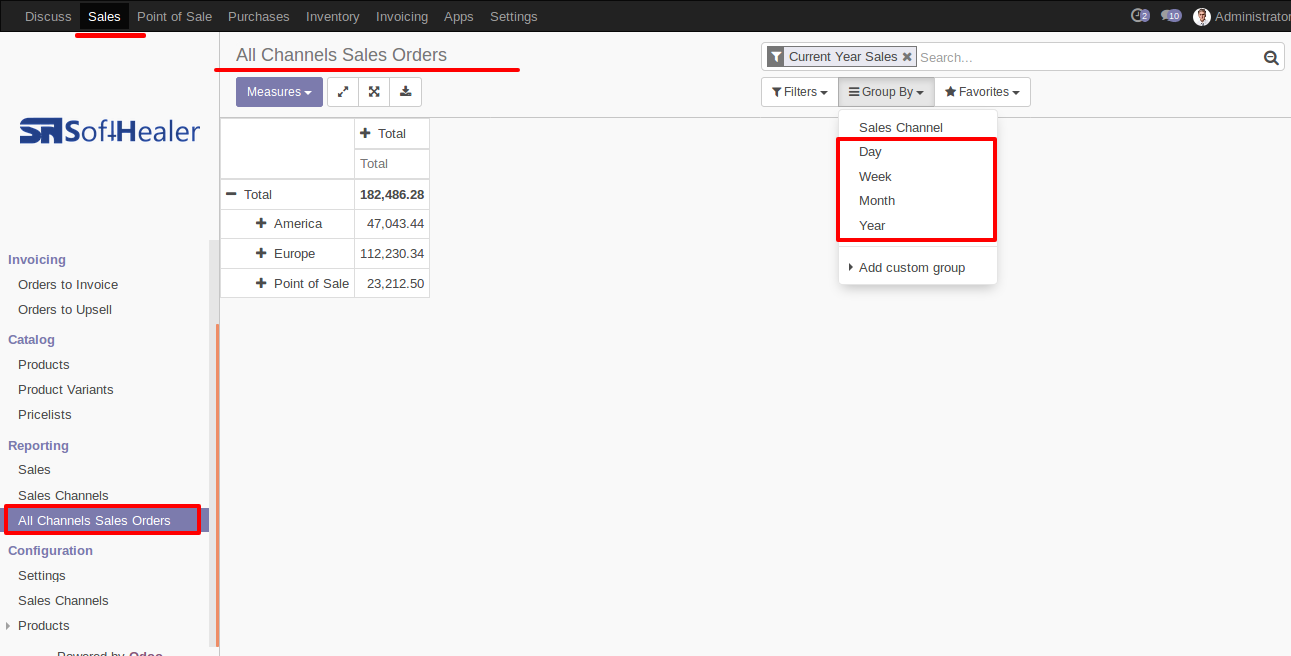 Discuss Sales Point of Sale Purchases Inventory Invoicing Apps Settings 2 10 Administrator
All Channels Sales Orders
Current Year Sales Search...
Measures
Filters Group By Favorites
SoftHealer
Sales Channel
Day
Week
Month
Year
Add custom group
Total
Total
Total 182,486.28
America 47,043.44
Europe 112,230.34
Point of Sale 23,212.50
Invoicing
Orders to Invoice
Orders to Upsell
Catalog
Products
Product Variants
Pricelists
Reporting
Sales
Sales Channels
All Channels Sales Orders
Configuration
Settings
Sales Channels
Products
Powered by Odoo